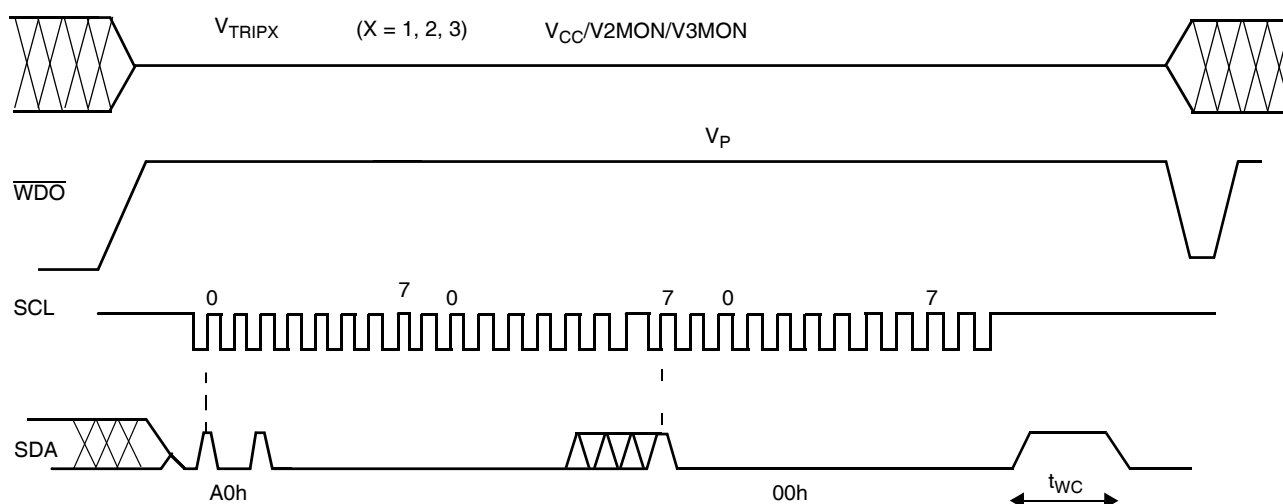 V_TRIPX (X = 1, 2, 3) V_CC/V2MON/V3MON
V_P
WDO
0 7 0 7 0 7
SCL
SDA
A0h 00h t_WC